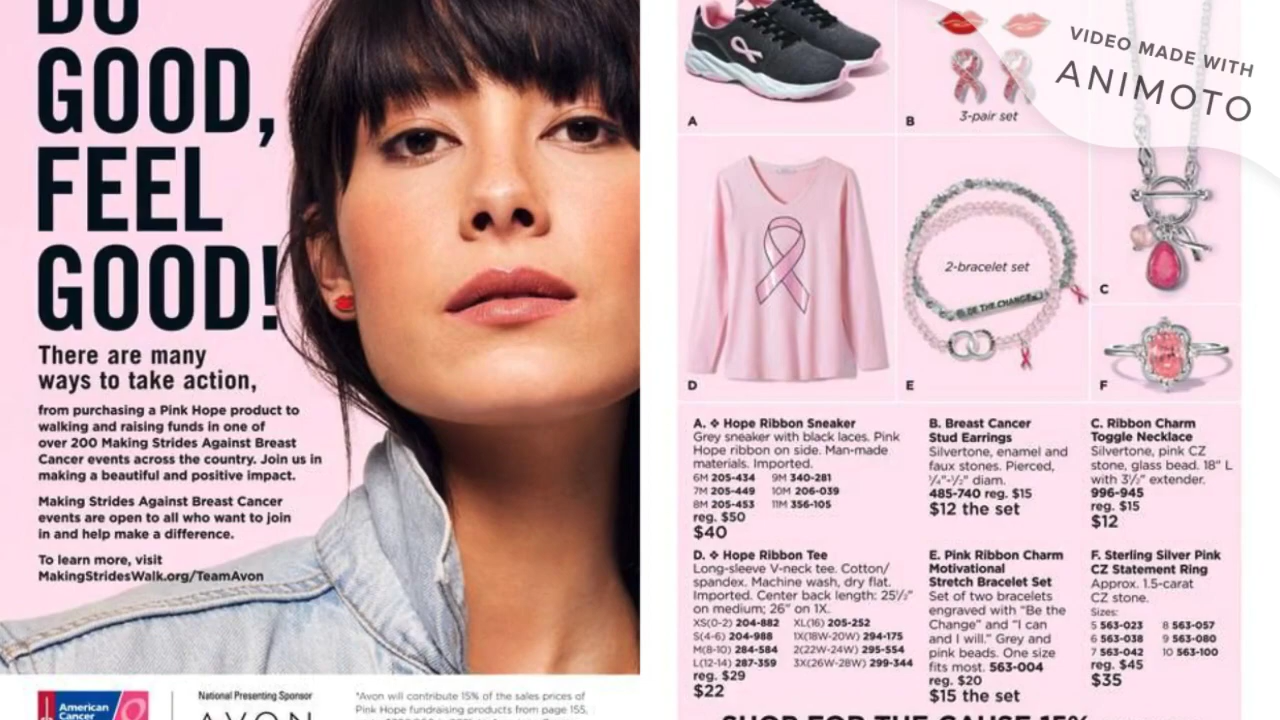 DO
GOOD,
FEEL
GOOD!
There are many
ways to take action,
from purchasing a Pink Hope product to
walking and raising funds in one of
over 200 Making Strides Against Breast
Cancer events across the country. Join us in
making a beautiful and positive impact.
Making Strides Against Breast Cancer
events are open to all who want to join
in and help make a difference.
To learn more, visit
MakingStridesWalk.org/TeamAvon
American
Cancer
National Presenting Sponsor
AVON
*Avon will contribute 15% of the sales prices of
Pink Hope fundraising products from page 155,
VIDEO MADE WITH
ANIMOTO
A
B
3-pair set
C
D
2-bracelet set
BE THE CHANGE
E
F
A. ❖ Hope Ribbon Sneaker
Grey sneaker with black laces. Pink
Hope ribbon on side. Man-made
materials. Imported.
6M 205-434 9M 340-281
7M 205-449 10M 206-039
8M 205-453 11M 356-105
reg. $50
$40
B. Breast Cancer
Stud Earrings
Silvertone, enamel and
faux stones. Pierced,
1/4"-1/2" diam.
485-740 reg. $15
$12 the set
C. Ribbon Charm
Toggle Necklace
Silvertone, pink CZ
stone, glass bead. 18" L
with 3½" extender.
996-945
reg. $15
$12
D. ❖ Hope Ribbon Tee
Long-sleeve V-neck tee. Cotton/
spandex. Machine wash, dry flat.
Imported. Center back length: 25½"
on medium; 26" on 1X.
XS(0-2) 204-882 XL(16) 205-252
S(4-6) 204-988 1X(18W-20W) 294-175
M(8-10) 284-584 2(22W-24W) 295-554
L(12-14) 287-359 3X(26W-28W) 299-344
reg. $29
$22
E. Pink Ribbon Charm
Motivational
Stretch Bracelet Set
Set of two bracelets
engraved with "Be the
Change" and "I can
and I will." Grey and
pink beads. One size
fits most. 563-004
reg. $20
$15 the set
F. Sterling Silver Pink
CZ Statement Ring
Approx. 1.5-carat
CZ stone.
Sizes:
5 563-023 8 563-057
6 563-038 9 563-080
7 563-042 10 563-100
reg. $45
$35
SHOP FOR THE CAUSE 15%